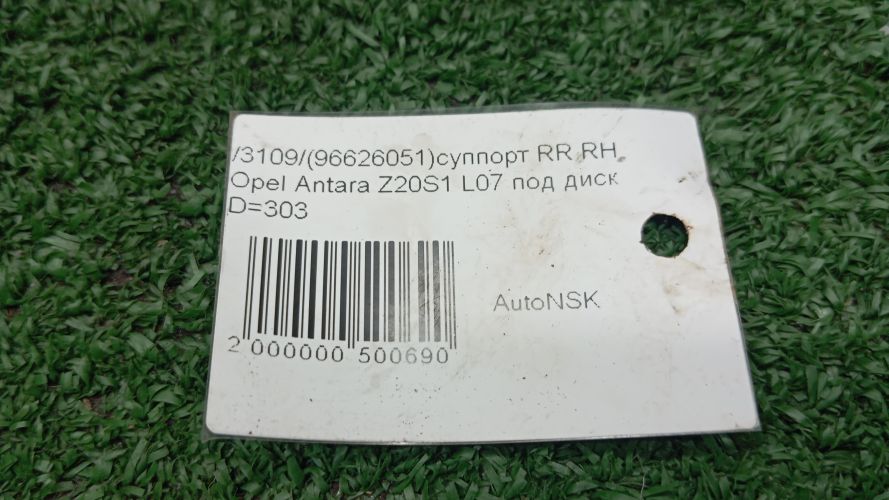 /3109/(96626051)суппорт RR RH
Opel Antara Z20S1 L07 под диск
D=303
AutoNSK
2 000000 500690